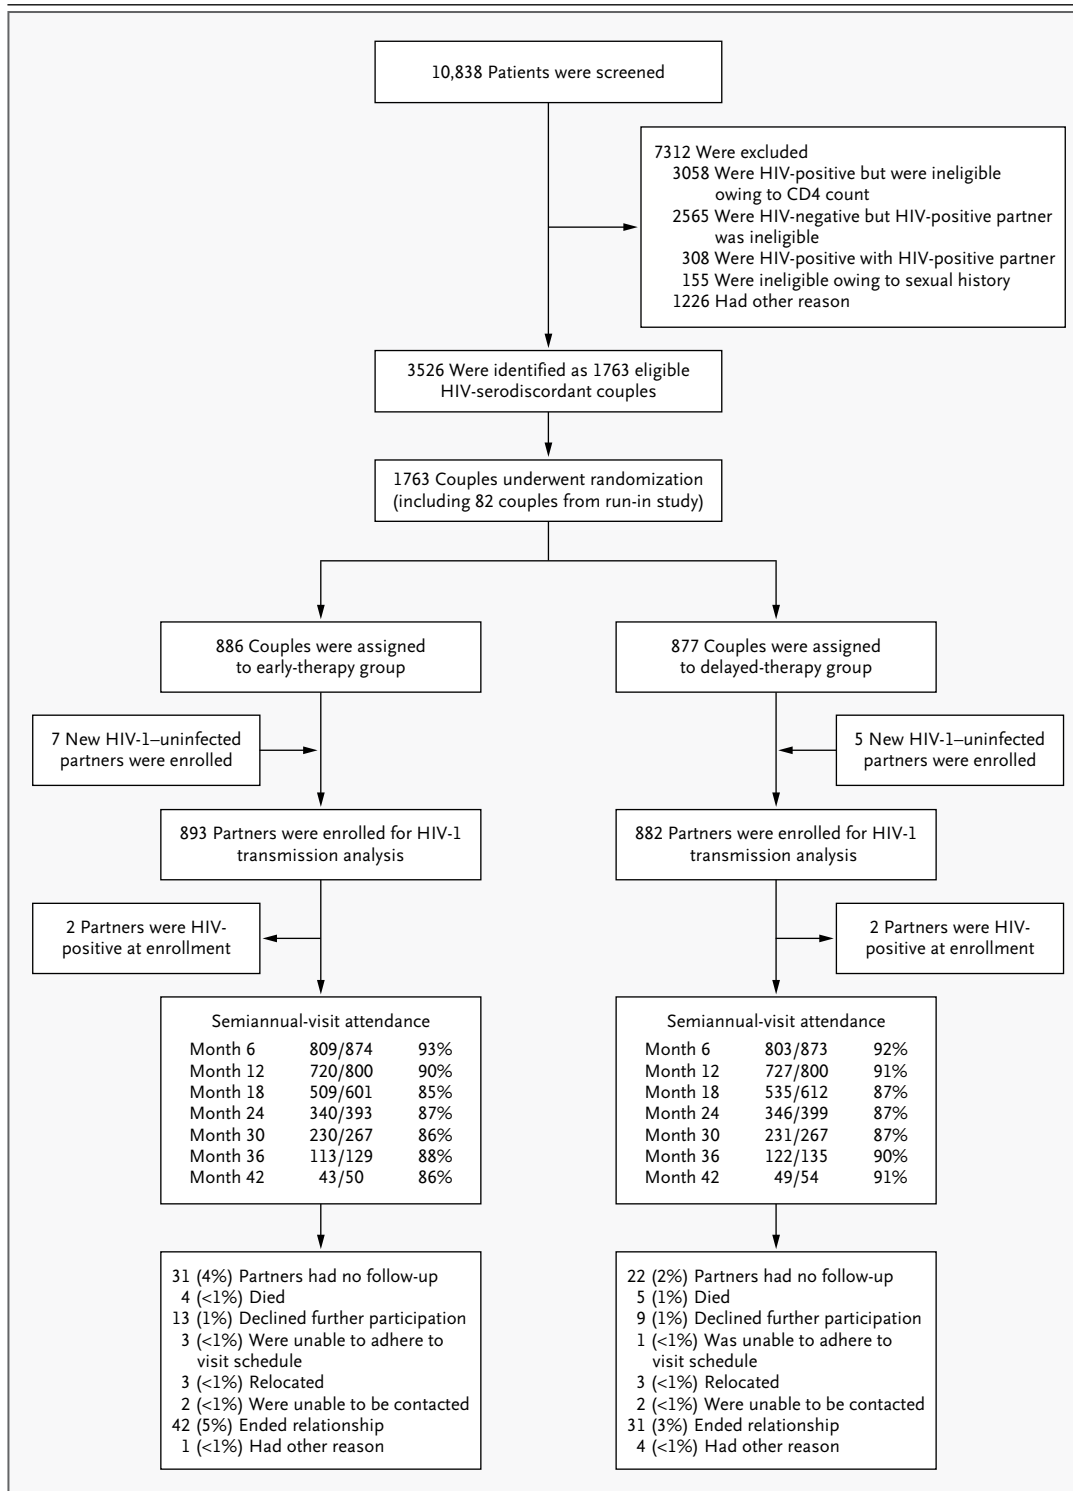 10,838 Patients were screened
7312 Were excluded
3058 Were HIV-positive but were ineligible
owing to CD4 count
2565 Were HIV-negative but HIV-positive partner
was ineligible
308 Were HIV-positive with HIV-positive partner
155 Were ineligible owing to sexual history
1226 Had other reason
3526 Were identified as 1763 eligible
HIV-serodiscordant couples
1763 Couples underwent randomization
(including 82 couples from run-in study)
886 Couples were assigned
to early-therapy group
877 Couples were assigned
to delayed-therapy group
7 New HIV-1–uninfected
partners were enrolled
5 New HIV-1–uninfected
partners were enrolled
893 Partners were enrolled for HIV-1
transmission analysis
882 Partners were enrolled for HIV-1
transmission analysis
2 Partners were HIV-
positive at enrollment
2 Partners were HIV-
positive at enrollment
Semiannual-visit attendance
Month 6 809/874 93%
Month 12 720/800 90%
Month 18 509/601 85%
Month 24 340/393 87%
Month 30 230/267 86%
Month 36 113/129 88%
Month 42 43/50 86%
Semiannual-visit attendance
Month 6 803/873 92%
Month 12 727/800 91%
Month 18 535/612 87%
Month 24 346/399 87%
Month 30 231/267 87%
Month 36 122/135 90%
Month 42 49/54 91%
31 (4%) Partners had no follow-up
4 (<1%) Died
13 (1%) Declined further participation
3 (<1%) Were unable to adhere to
visit schedule
3 (<1%) Relocated
2 (<1%) Were unable to be contacted
42 (5%) Ended relationship
1 (<1%) Had other reason
22 (2%) Partners had no follow-up
5 (1%) Died
9 (1%) Declined further participation
1 (<1%) Was unable to adhere to
visit schedule
3 (<1%) Relocated
2 (<1%) Were unable to be contacted
31 (3%) Ended relationship
4 (<1%) Had other reason